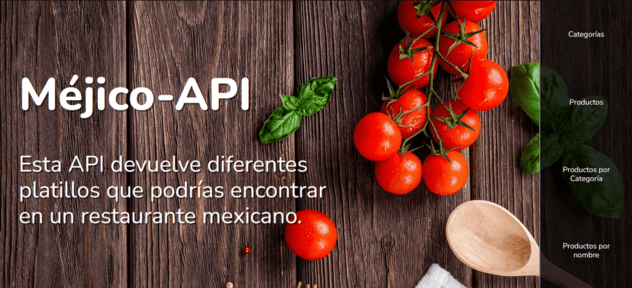 Méjico-API
Esta API devuelve diferentes
platillos que podrías encontrar
en un restaurante mexicano.
Categorías
Productos
Productos por
Categoría
Productos por
nombre